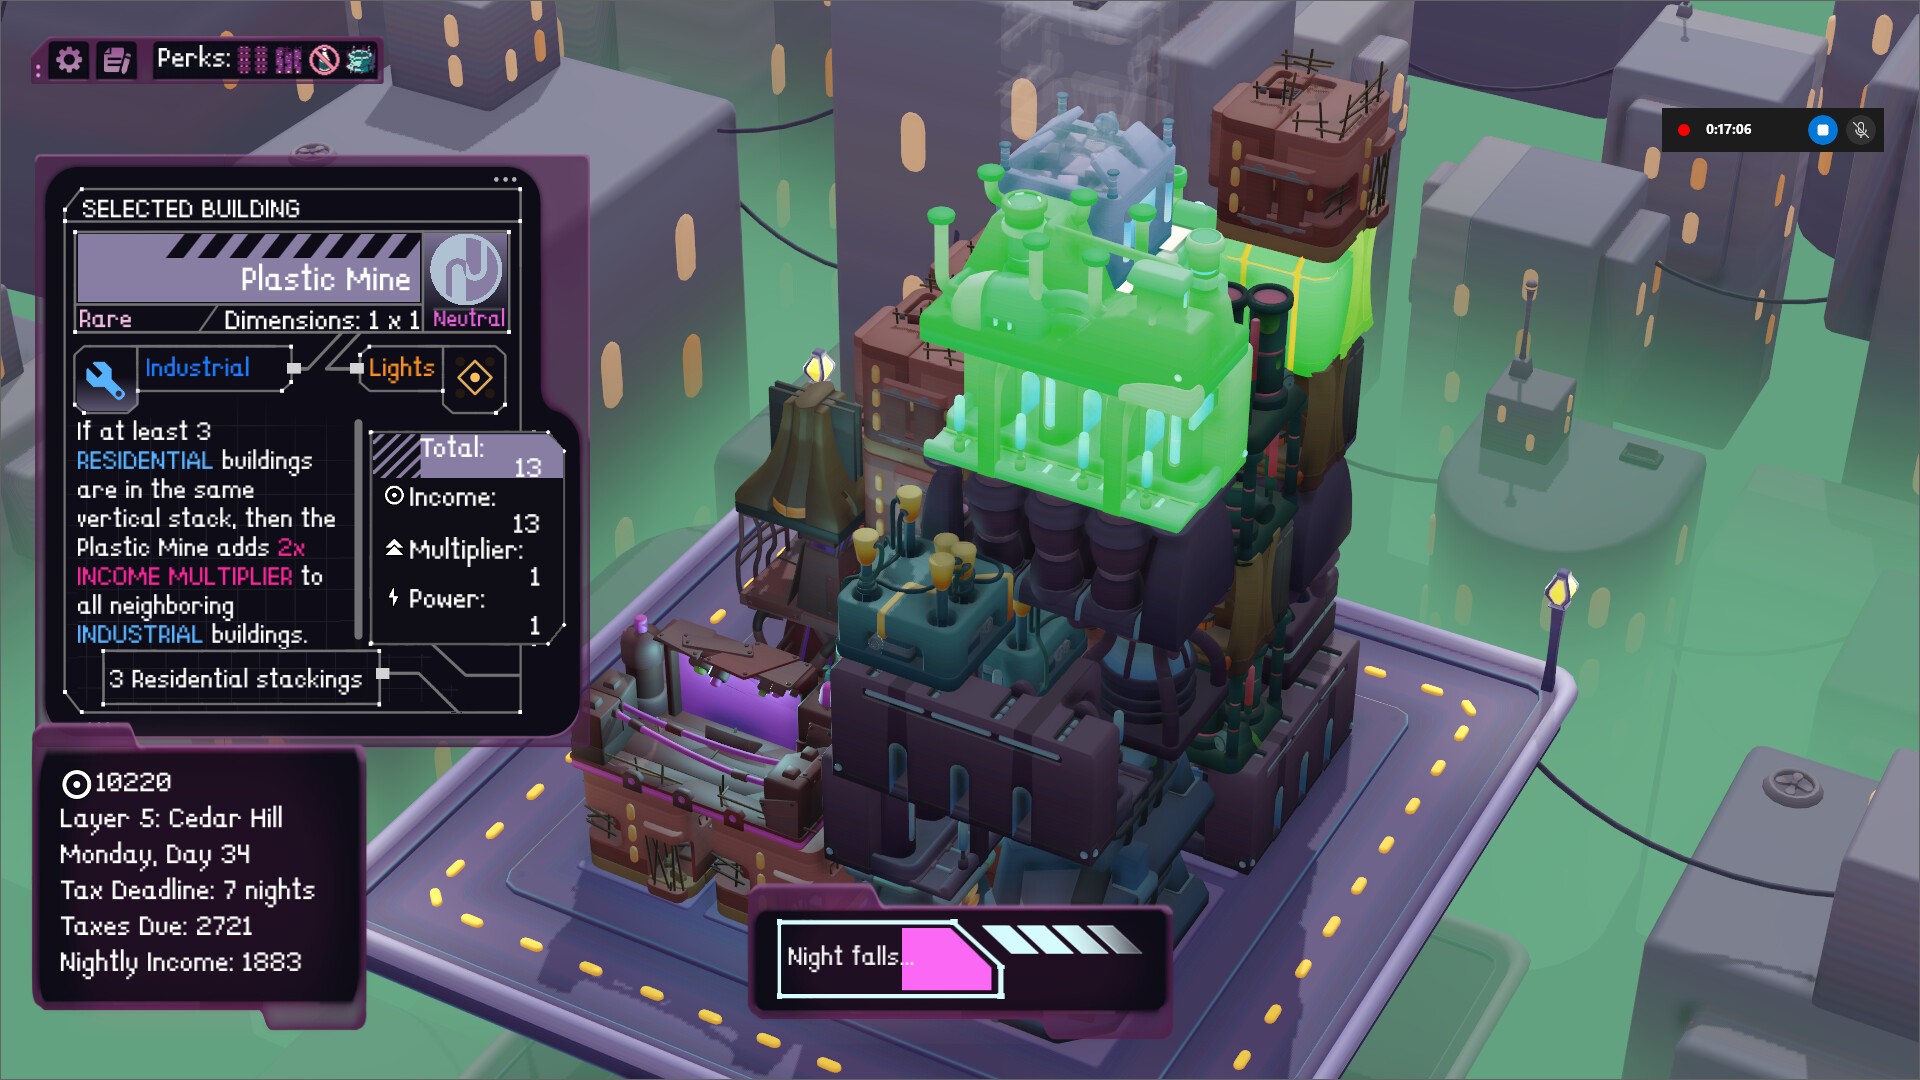 Perks:
0:17:06
SELECTED BUILDING
Plastic Mine
Rare
Dimensions: 1 x 1
Neutral
Industrial
Lights
If at least 3
RESIDENTIAL buildings
are in the same
vertical stack, then the
Plastic Mine adds 2x
INCOME MULTIPLIER to
all neighboring
INDUSTRIAL buildings.
Total:
13
Income:
13
Multiplier:
1
Power:
1
3 Residential stackings
10220
Layer 5: Cedar Hill
Monday, Day 34
Tax Deadline: 7 nights
Taxes Due: 2721
Nightly Income: 1883
Night falls...